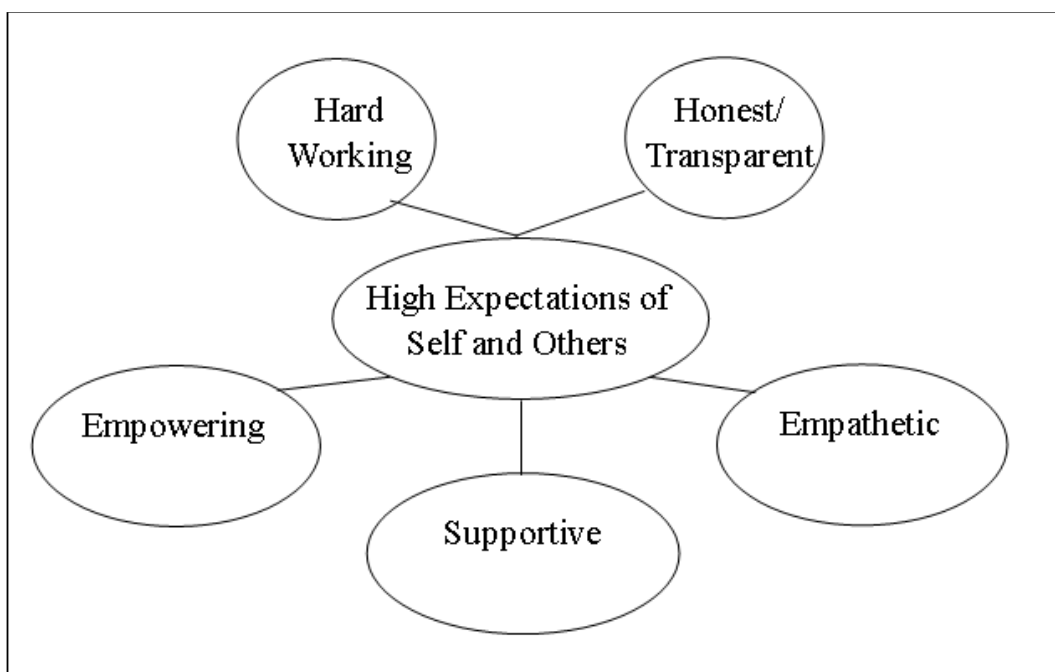 Hard
Working
Honest/
Transparent
High Expectations of
Self and Others
Empowering
Empathetic
Supportive